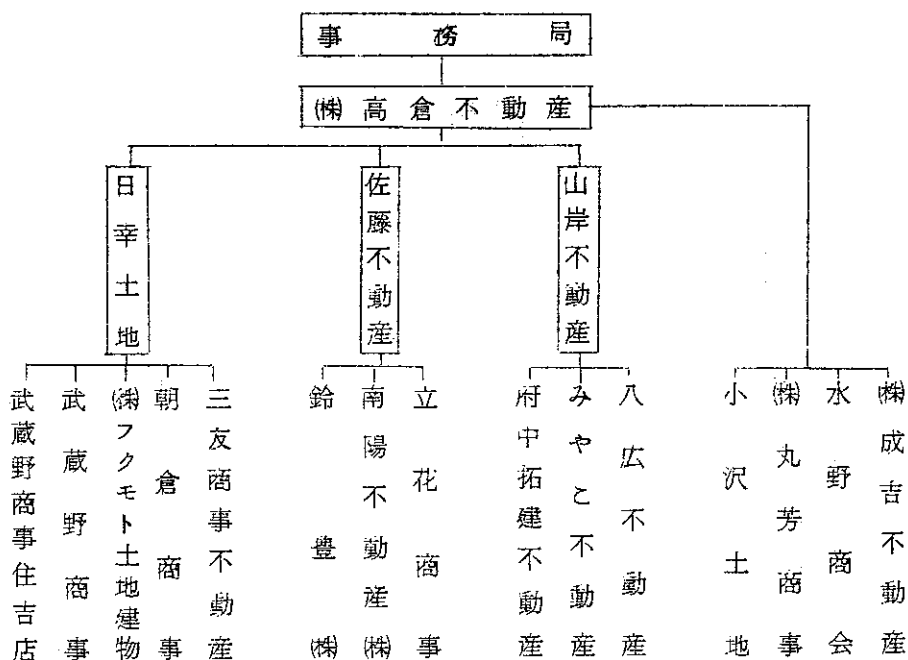 事務局
㈱高倉不動産
日幸土地
佐藤不動産
山岸不動産
武蔵野商事住吉店
武蔵野商事
㈱フクモト土地建物
朝倉商事
三友商事不動産
鈴豊㈱
南陽不動産㈱
立花商事
府中拓建不動産
みやこ不動産
八広不動産
小沢土地
㈱丸芳商事
水野商会
㈱成吉不動産